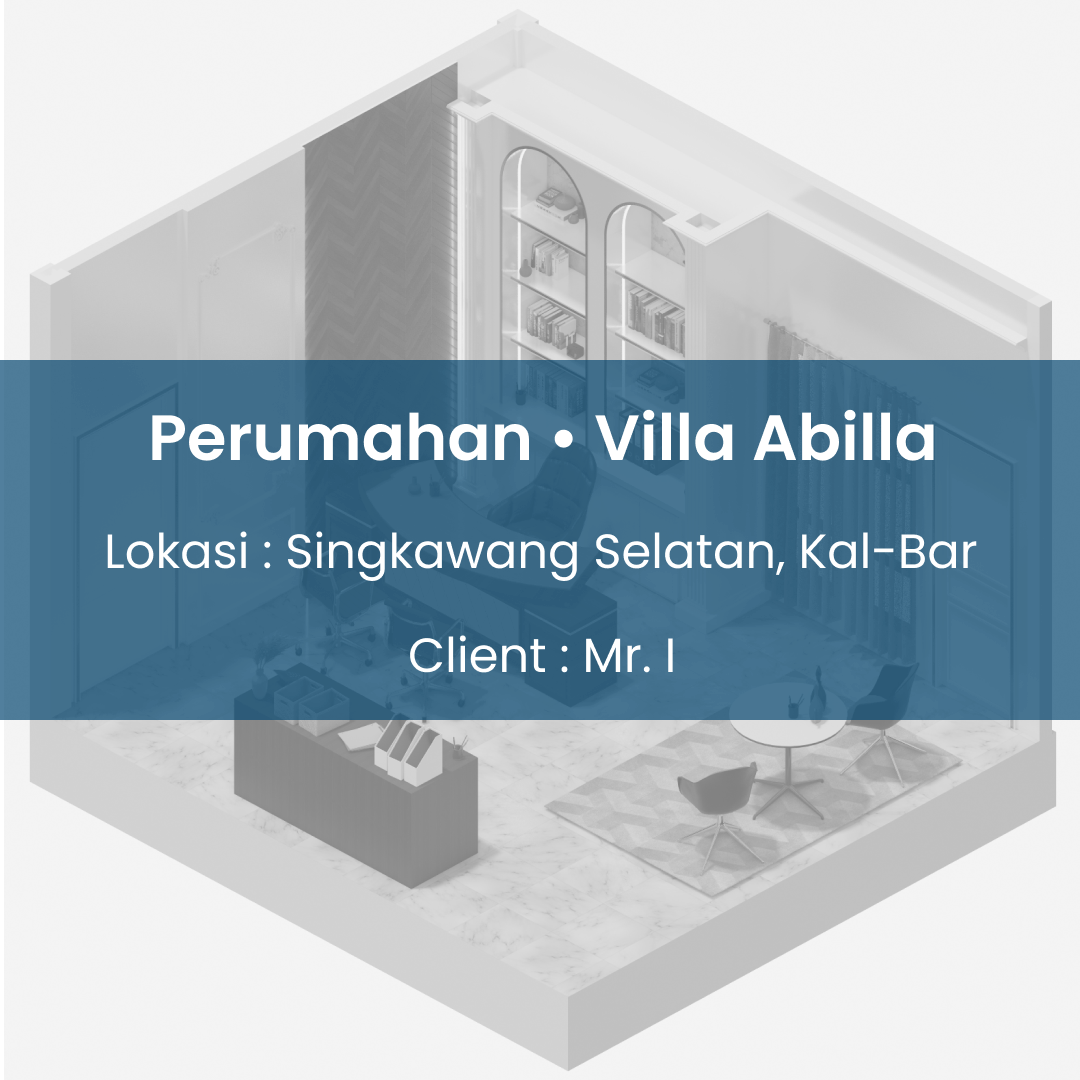 Perumahan • Villa Abilla
Lokasi : Singkawang Selatan, Kal-Bar
Client : Mr. I